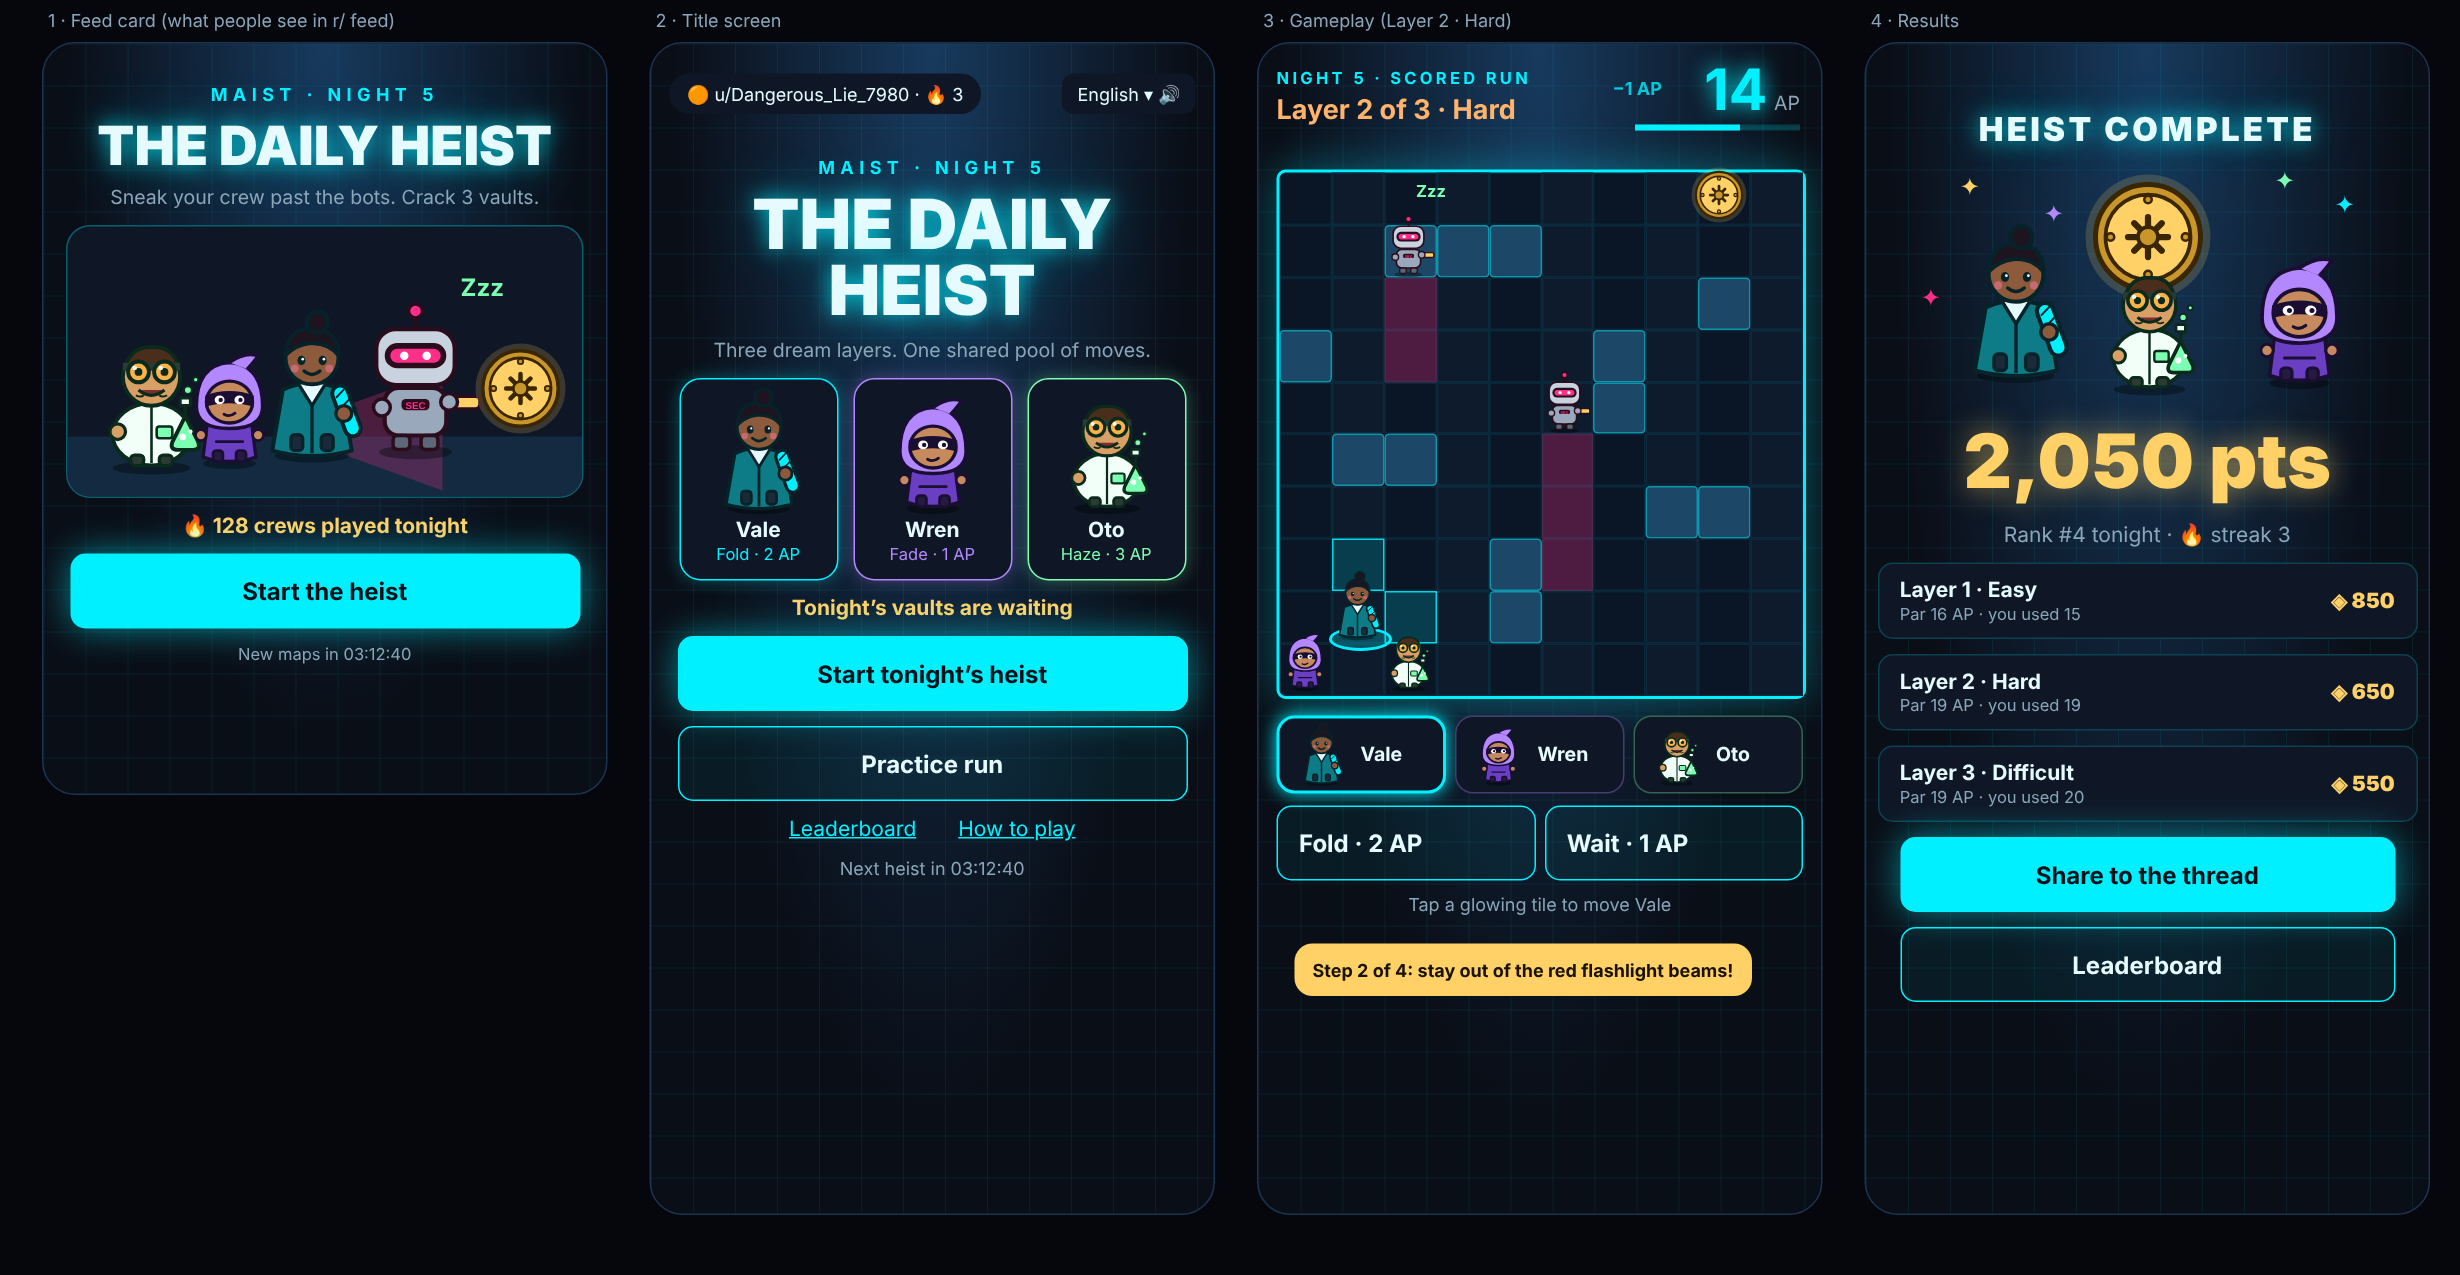 1 · Feed card (what people see in r/ feed)
MAIST · NIGHT 5
THE DAILY HEIST
Sneak your crew past the bots. Crack 3 vaults.
Zzz
SEC
🔥 128 crews played tonight
Start the heist
New maps in 03:12:40
2 · Title screen
🟠 u/Dangerous_Lie_7980 · 🔥 3
English ▾ 🔊
MAIST · NIGHT 5
THE DAILY
HEIST
Three dream layers. One shared pool of moves.
Vale
Fold · 2 AP
Wren
Fade · 1 AP
Oto
Haze · 3 AP
Tonight’s vaults are waiting
Start tonight’s heist
Practice run
Leaderboard
How to play
Next heist in 03:12:40
3 · Gameplay (Layer 2 · Hard)
NIGHT 5 · SCORED RUN
Layer 2 of 3 · Hard
−1 AP
14 AP
Zzz
Vale
Wren
Oto
Fold · 2 AP
Wait · 1 AP
Tap a glowing tile to move Vale
Step 2 of 4: stay out of the red flashlight beams!
4 · Results
HEIST COMPLETE
2,050 pts
Rank #4 tonight · 🔥 streak 3
Layer 1 · Easy
Par 16 AP · you used 15
◈ 850
Layer 2 · Hard
Par 19 AP · you used 19
◈ 650
Layer 3 · Difficult
Par 19 AP · you used 20
◈ 550
Share to the thread
Leaderboard